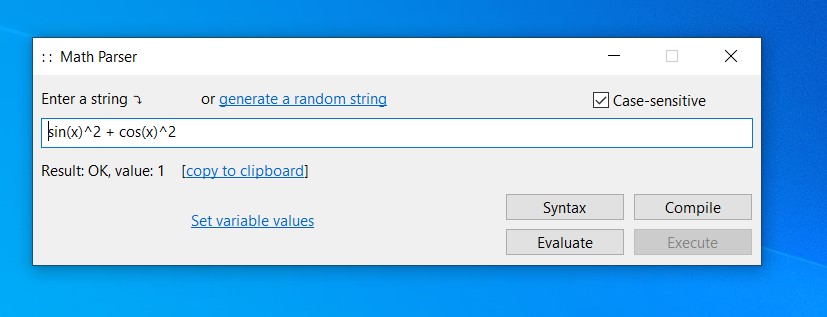 :: Math Parser
Enter a string ⤵ or generate a random string
Case-sensitive
sin(x)^2 + cos(x)^2
Result: OK, value: 1 [copy to clipboard]
Set variable values
Syntax Compile
Evaluate Execute